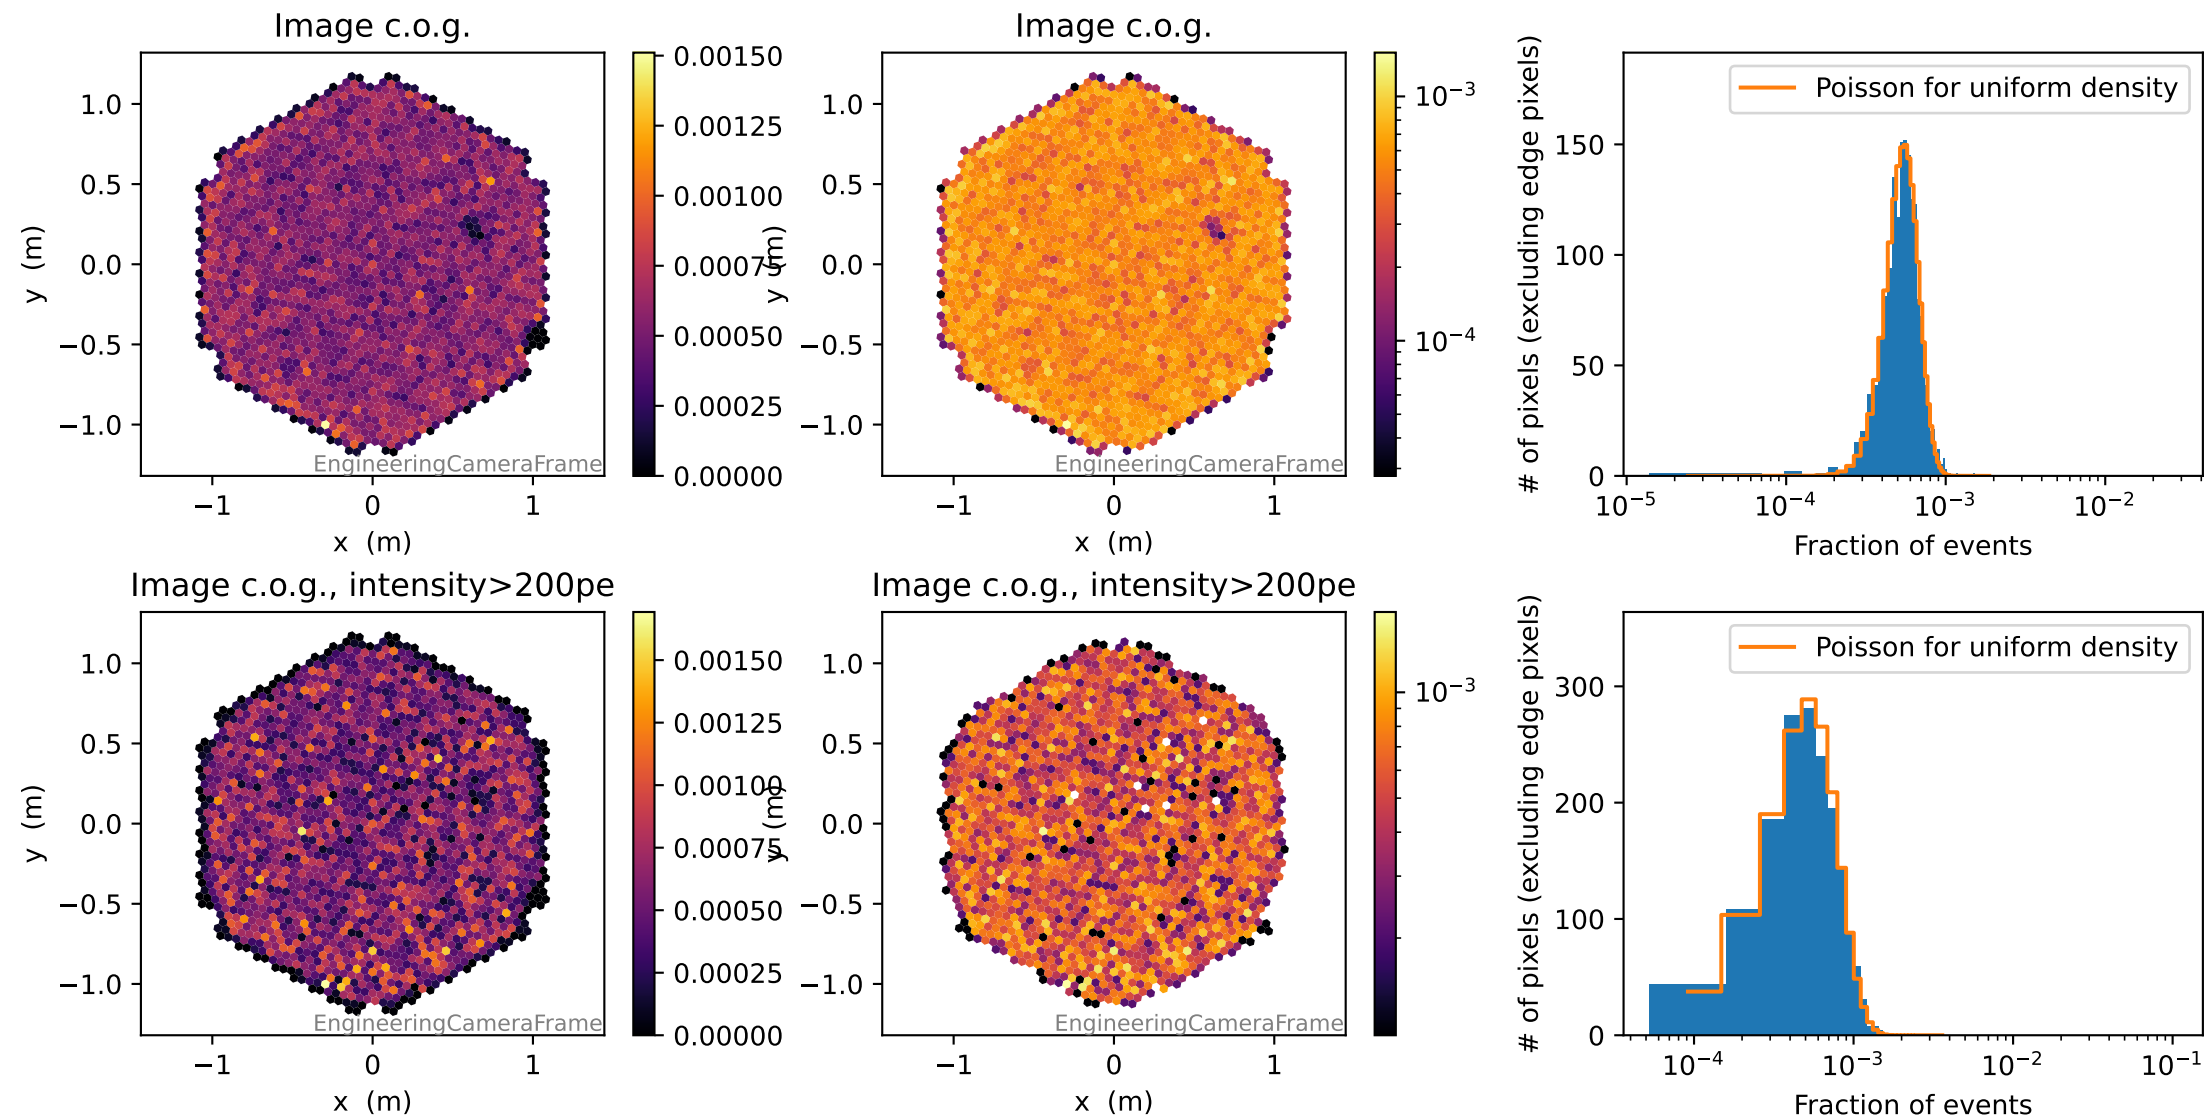 Image c.o.g.
1.0
0.5
0.0
−0.5
−1.0
y (m)
−1
0
1
x (m)
EngineeringCameraFrame
0.00150
0.00125
0.00100
0.00075
0.00050
0.00025
0.00000
Image c.o.g.
1.0
0.5
0.0
−0.5
−1.0
y (m)
−1
0
1
x (m)
EngineeringCameraFrame
10⁻³
10⁻⁴
Poisson for uniform density
# of pixels (excluding edge pixels)
150
100
50
0
10⁻⁵
10⁻⁴
10⁻³
10⁻²
Fraction of events
Image c.o.g., intensity>200pe
1.0
0.5
0.0
−0.5
−1.0
y (m)
−1
0
1
x (m)
EngineeringCameraFrame
0.00150
0.00125
0.00100
0.00075
0.00050
0.00025
0.00000
Image c.o.g., intensity>200pe
1.0
0.5
0.0
−0.5
−1.0
y (m)
−1
0
1
x (m)
EngineeringCameraFrame
10⁻³
Poisson for uniform density
# of pixels (excluding edge pixels)
300
200
100
0
10⁻⁴
10⁻³
10⁻²
10⁻¹
Fraction of events